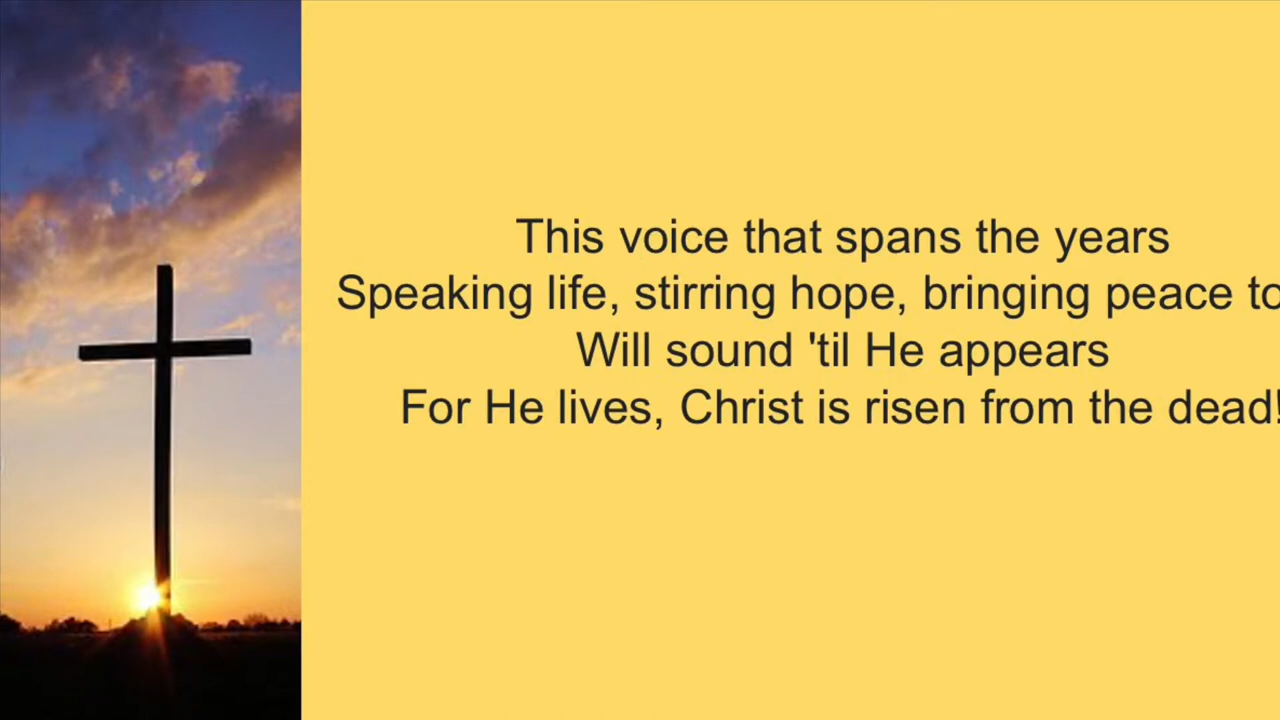 This voice that spans the years
Speaking life, stirring hope, bringing peace to
Will sound 'til He appears
For He lives, Christ is risen from the dead!